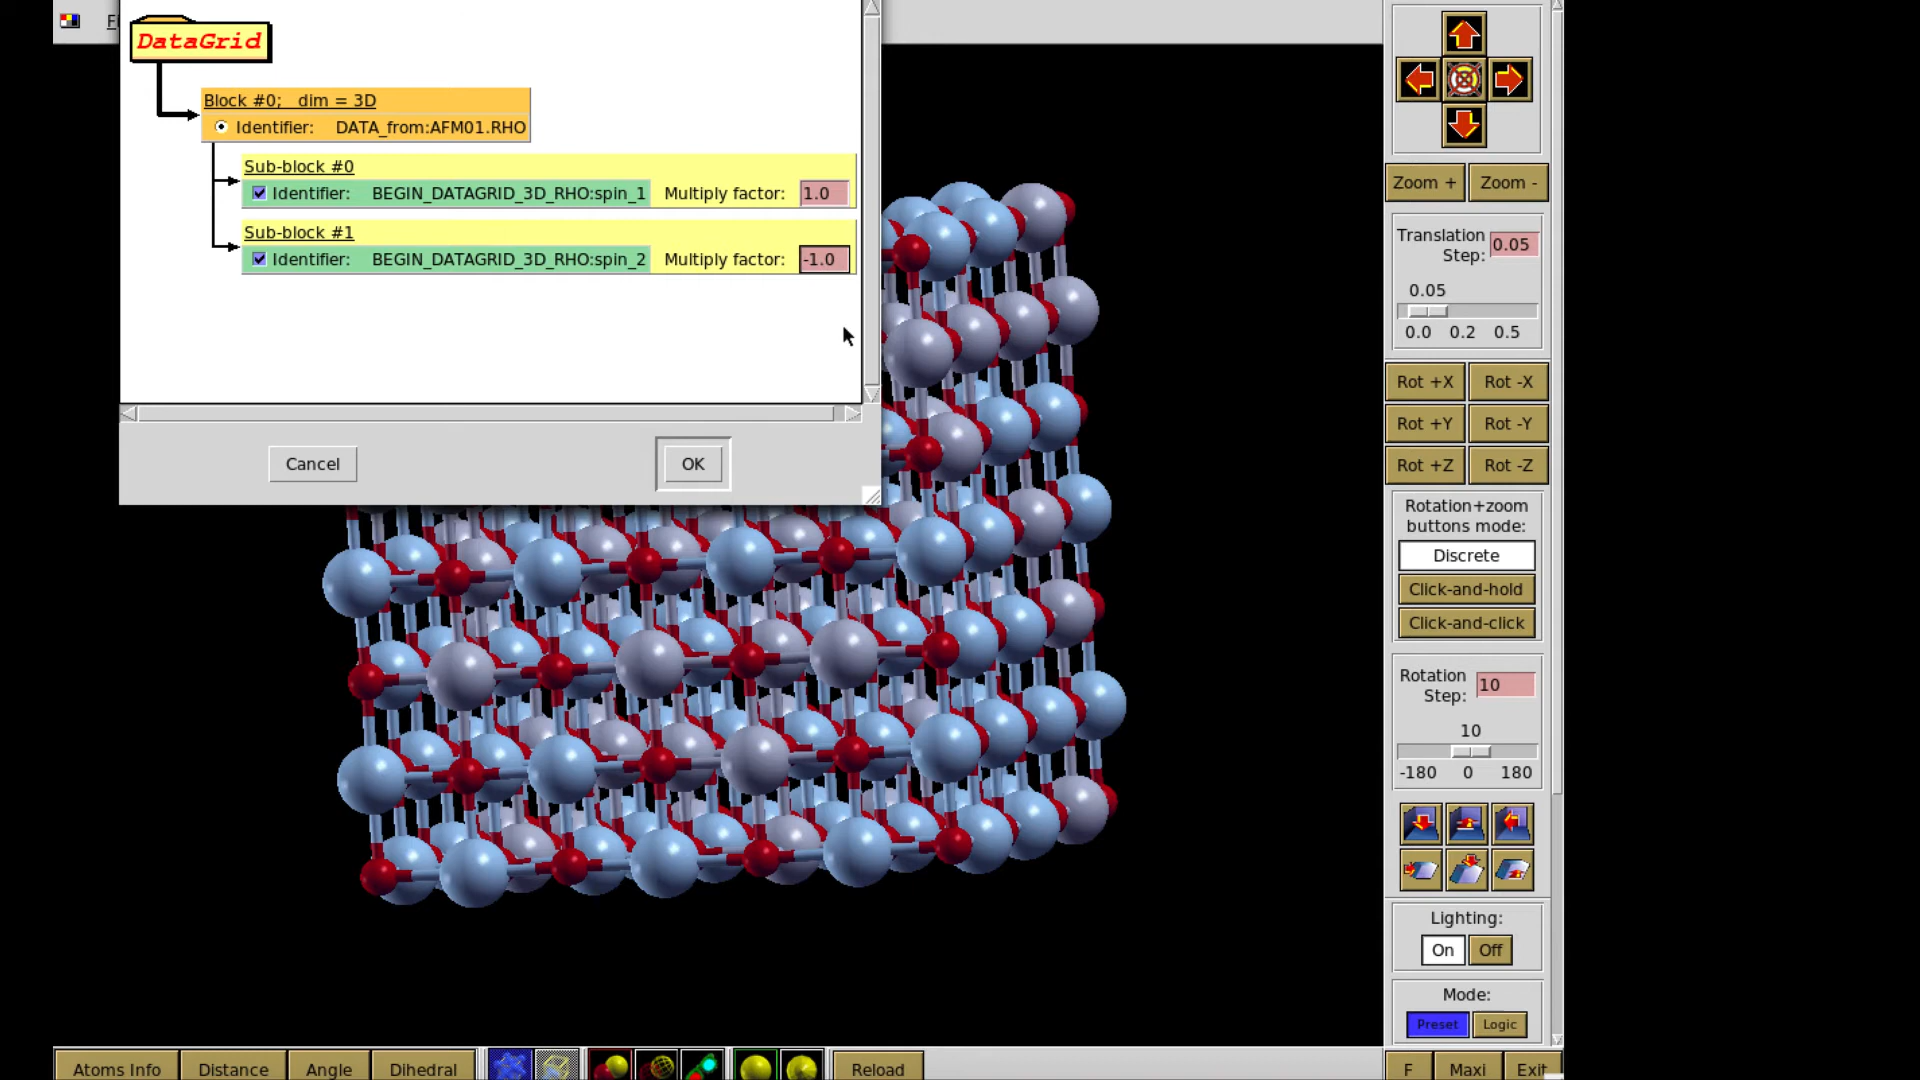 F
DataGrid
Block #0; dim = 3D
Identifier: DATA_from:AFM01.RHO
Sub-block #0
Identifier: BEGIN_DATAGRID_3D_RHO:spin_1 Multiply factor: 1.0
Sub-block #1
Identifier: BEGIN_DATAGRID_3D_RHO:spin_2 Multiply factor: -1.0
Cancel OK
Zoom + Zoom -
Translation
Step: 0.05
0.05
0.0 0.2 0.5
Rot +X Rot -X
Rot +Y Rot -Y
Rot +Z Rot -Z
Rotation+zoom
buttons mode:
Discrete
Click-and-hold
Click-and-click
Rotation
Step: 10
10
-180 0 180
Lighting:
On Off
Mode:
Preset Logic
Atoms Info Distance Angle Dihedral Reload F Maxi Exit